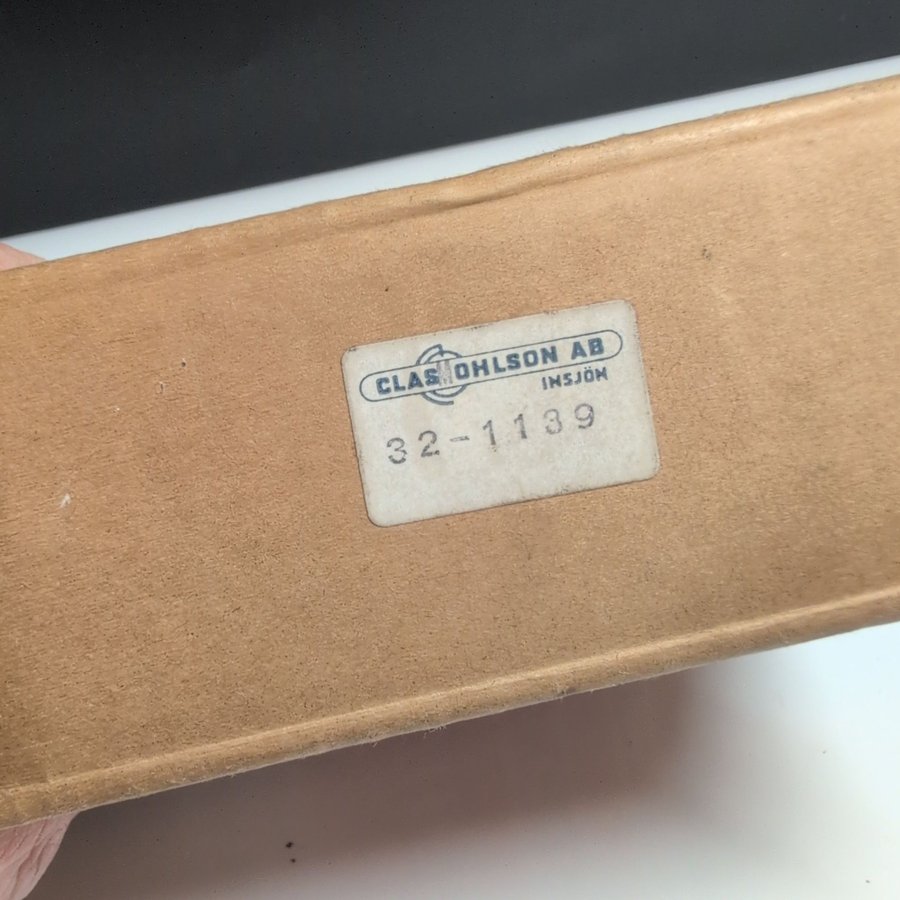 CLAS OHLSON AB
INSJÖN
32-1139